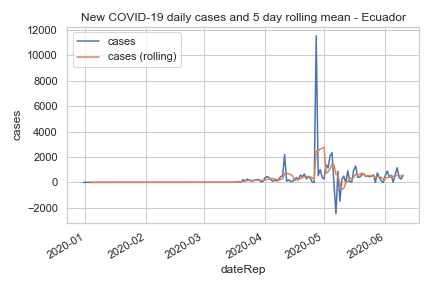 New COVID-19 daily cases and 5 day rolling mean - Ecuador
cases
cases (rolling)
12000
10000
8000
6000
4000
2000
0
−2000
cases
2020-01
2020-02
2020-03
2020-04
2020-05
2020-06
dateRep